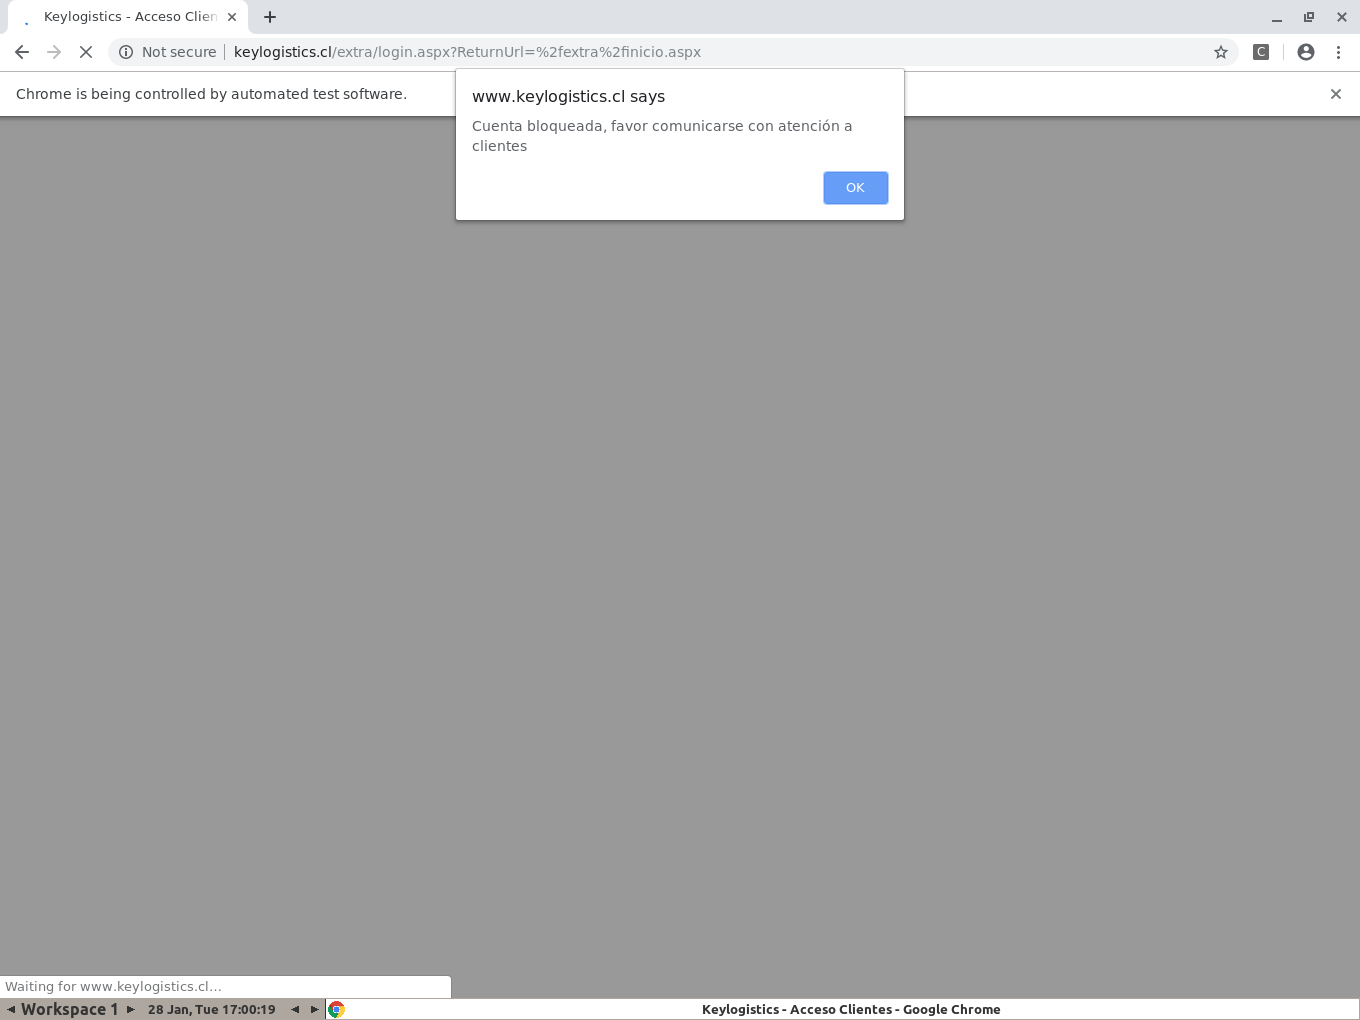 Keylogistics - Acceso Clien
Not secure
keylogistics.cl/extra/login.aspx?ReturnUrl=%2fextra%2finicio.aspx
C
Chrome is being controlled by automated test software.
www.keylogistics.cl says
Cuenta bloqueada, favor comunicarse con atención a
clientes
OK
Waiting for www.keylogistics.cl...
Workspace 1
28 Jan, Tue 17:00:19
Keylogistics - Acceso Clientes - Google Chrome